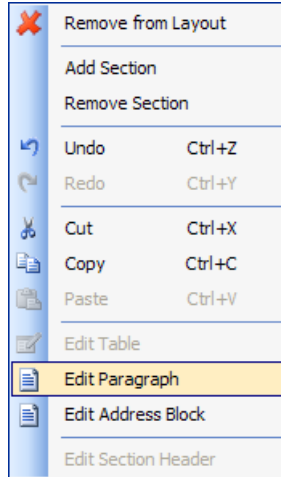 Remove from Layout
Add Section
Remove Section
Undo Ctrl+Z
Redo Ctrl+Y
Cut Ctrl+X
Copy Ctrl+C
Paste Ctrl+V
Edit Table
Edit Paragraph
Edit Address Block
Edit Section Header